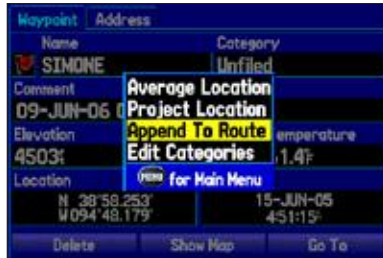 Waypoint Address
Name Category
SIMONE Unfiled
Comment
09-JUN-06
Average Location
Project Location
Append To Route
Edit Categories
MENU for Main Menu
Elevation emperature
4503 1.4°F
Location
N 38°58.253' 15-JUN-05
W094°48.179' 4:51:15
Delete Show Map Go To